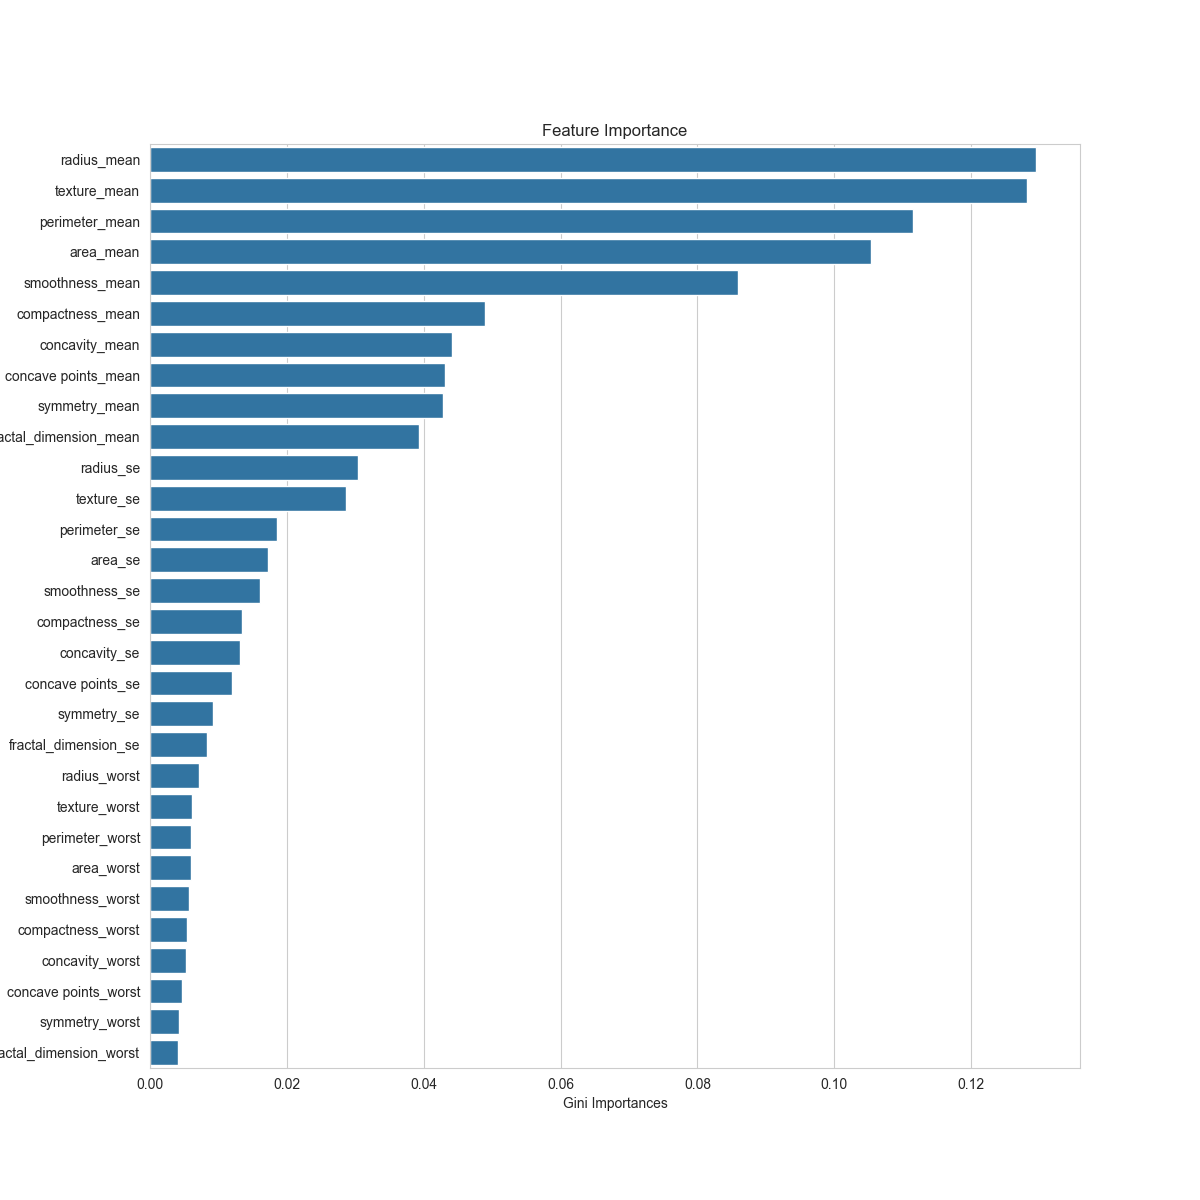 Feature Importance
radius_mean
texture_mean
perimeter_mean
area_mean
smoothness_mean
compactness_mean
concavity_mean
concave points_mean
symmetry_mean
actal_dimension_mean
radius_se
texture_se
perimeter_se
area_se
smoothness_se
compactness_se
concavity_se
concave points_se
symmetry_se
fractal_dimension_se
radius_worst
texture_worst
perimeter_worst
area_worst
smoothness_worst
compactness_worst
concavity_worst
concave points_worst
symmetry_worst
actal_dimension_worst
0.00 0.02 0.04 0.06 0.08 0.10 0.12
Gini Importances